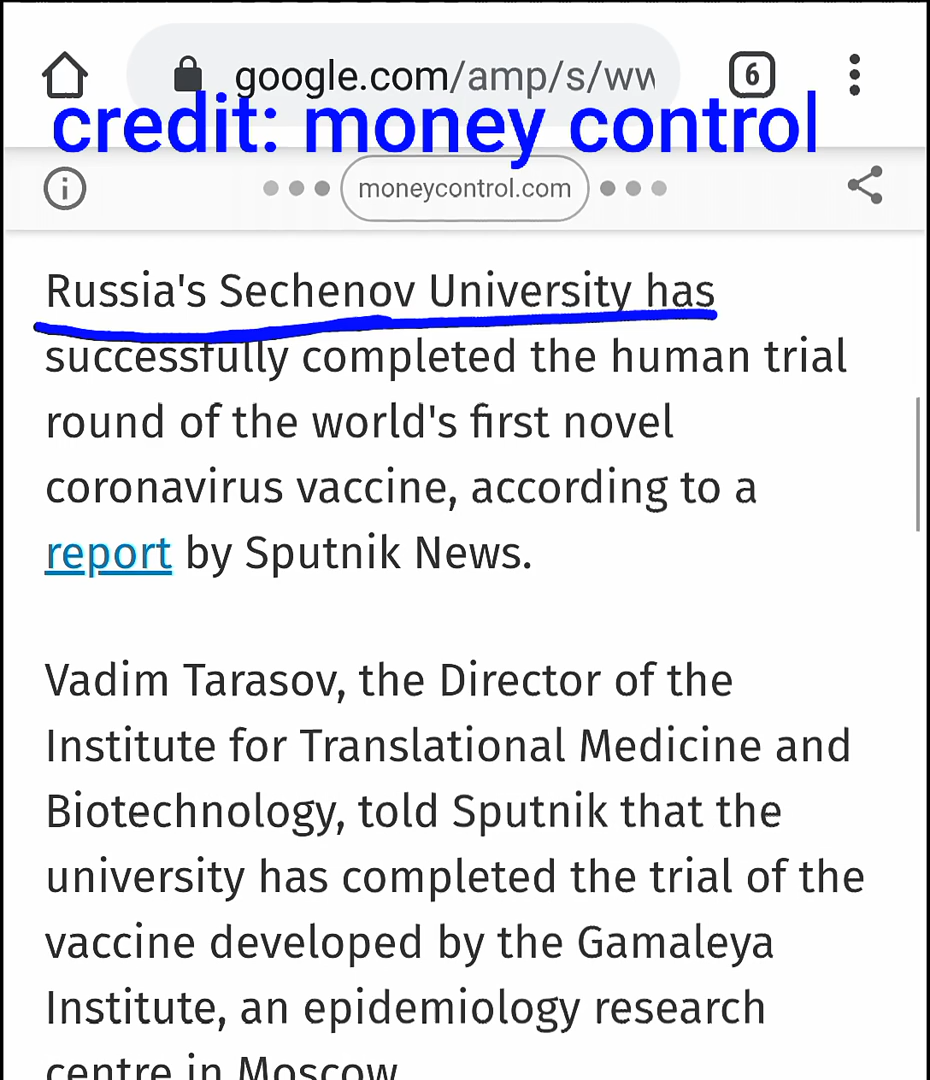 google.com/amp/s/ww
6
credit: money control
moneycontrol.com
Russia's Sechenov University has
successfully completed the human trial
round of the world's first novel
coronavirus vaccine, according to a
report by Sputnik News.
Vadim Tarasov, the Director of the
Institute for Translational Medicine and
Biotechnology, told Sputnik that the
university has completed the trial of the
vaccine developed by the Gamaleya
Institute, an epidemiology research
centre in Moscow